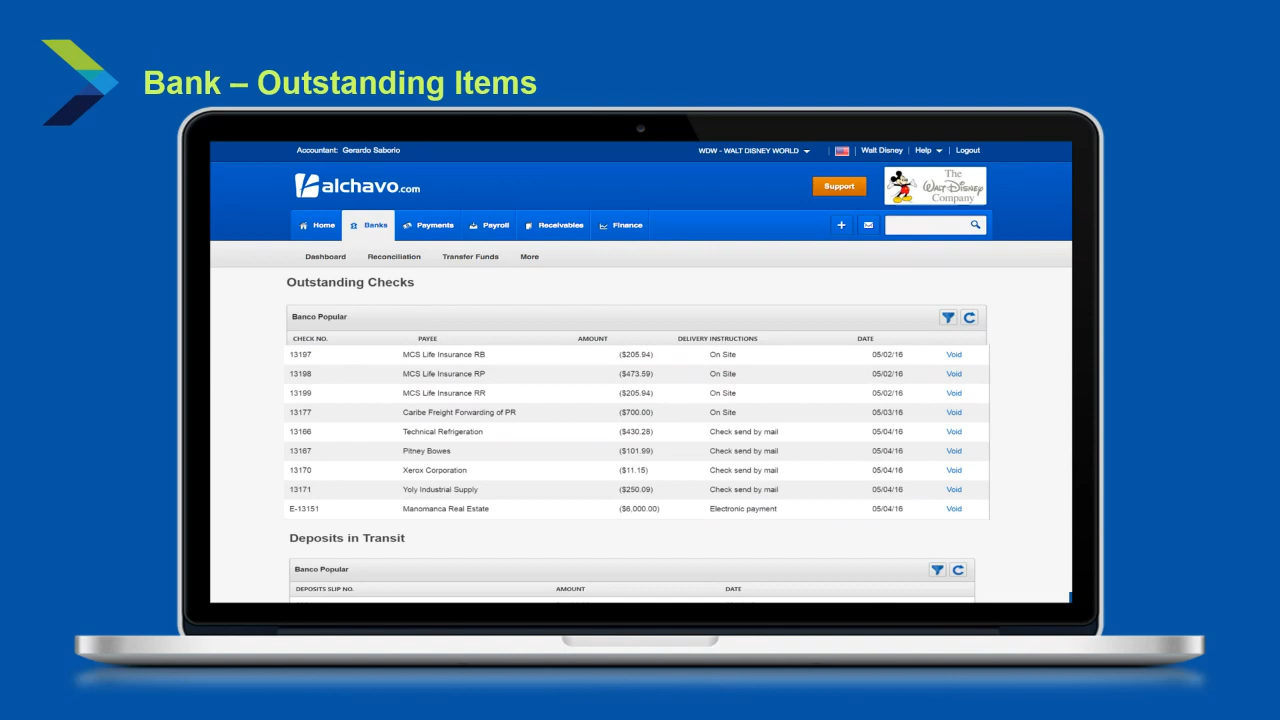 Bank – Outstanding Items
Accountant: Gerardo Saborio
WDW - WALT DISNEY WORLD | | Walt Disney | Help | Logout
alchavo.com
Support
The
Walt Disney
Company
Home Banks Payments Payroll Receivables Finance
Dashboard Reconciliation Transfer Funds More
Outstanding Checks
Banco Popular
CHECK NO. PAYEE AMOUNT DELIVERY INSTRUCTIONS DATE
13197 MCS Life Insurance RB ($205.94) On Site 05/02/16 Void
13198 MCS Life Insurance RP ($473.59) On Site 05/02/16 Void
13199 MCS Life Insurance RR ($205.94) On Site 05/02/16 Void
13177 Caribe Freight Forwarding of PR ($700.00) On Site 05/03/16 Void
13166 Technical Refrigeration ($430.28) Check send by mail 05/04/16 Void
13167 Pitney Bowes ($101.99) Check send by mail 05/04/16 Void
13170 Xerox Corporation ($11.15) Check send by mail 05/04/16 Void
13171 Yoly Industrial Supply ($250.09) Check send by mail 05/04/16 Void
E-13151 Manomanca Real Estate ($6,000.00) Electronic payment 05/04/16 Void
Deposits in Transit
Banco Popular
DEPOSITS SLIP NO. AMOUNT DATE